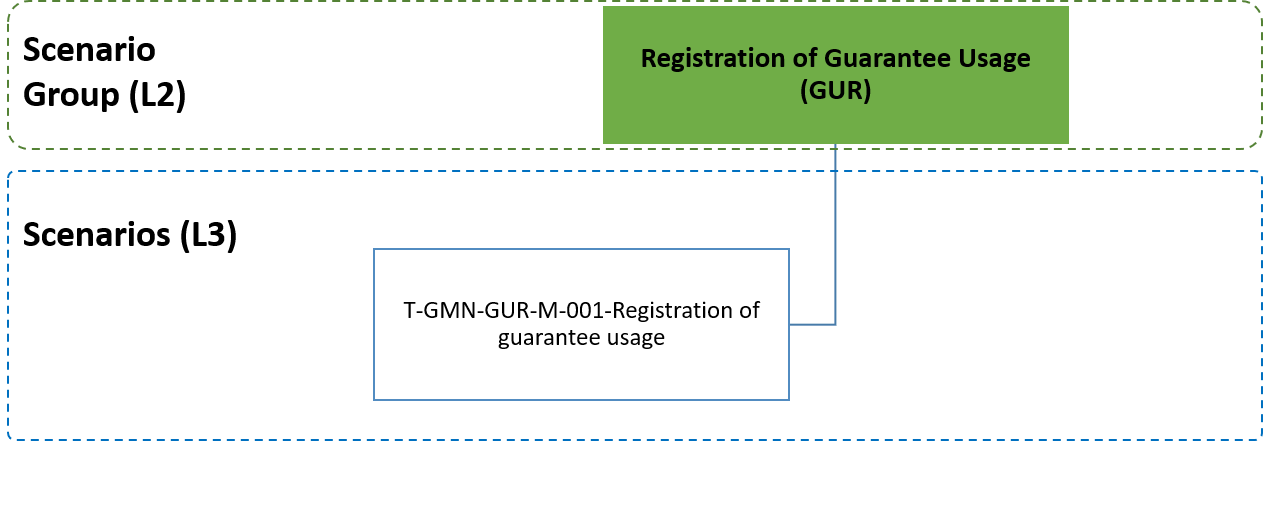 Scenario
Group (L2)
Registration of Guarantee Usage
(GUR)
Scenarios (L3)
T-GMN-GUR-M-001-Registration of
guarantee usage